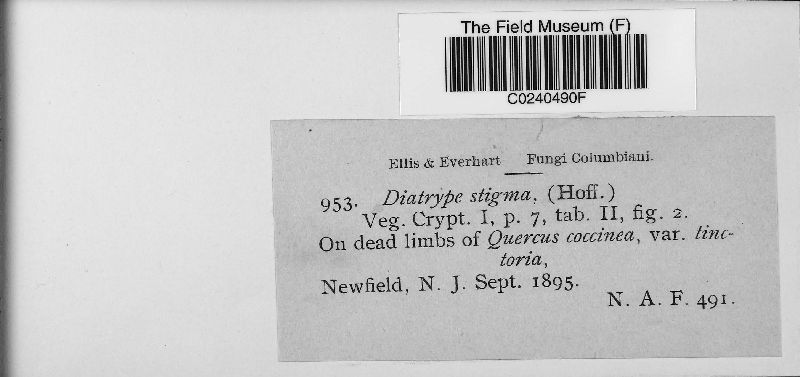 The Field Museum (F)
C0240490F
Ellis & Everhart Fungi Columbiani.
953. Diatrype stigma, (Hoff.)
Veg. Crypt. I, p. 7, tab. II, fig. 2.
On dead limbs of Quercus coccinea, var. tinc-
toria,
Newfield, N. J. Sept. 1895.
N. A. F. 491.